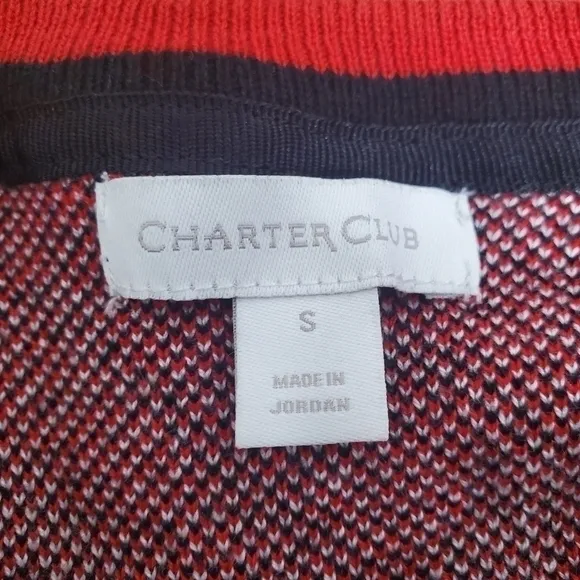 CHARTER CLUB
S
MADE IN
JORDAN